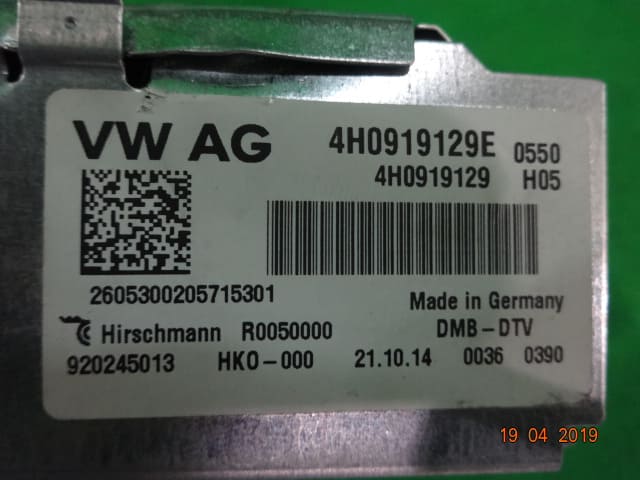 VW AG 4H0919129E 0550
4H0919129 H05
2605300205715301
Made in Germany
Hirschmann R0050000 DMB-DTV
920245013 HKO-000 21.10.14 0036 0390
19 04 2019